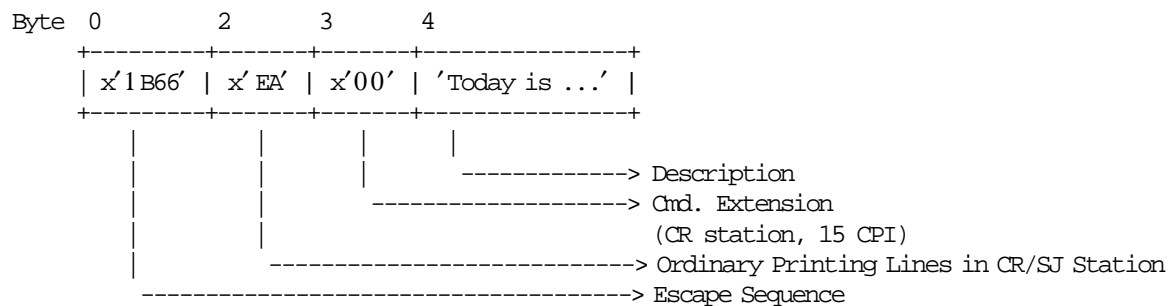 Byte 0 2 3 4
+---------+-------+-------+----------------+
| x'1B66' | x'EA' | x'00' | 'Today is ...' |
+---------+-------+-------+----------------+
| | | |
| | | -------------> Description
| | --------------------> Cmd. Extension
| | (CR station, 15 CPI)
| ----------------------------> Ordinary Printing Lines in CR/SJ Station
--------------------------------------> Escape Sequence